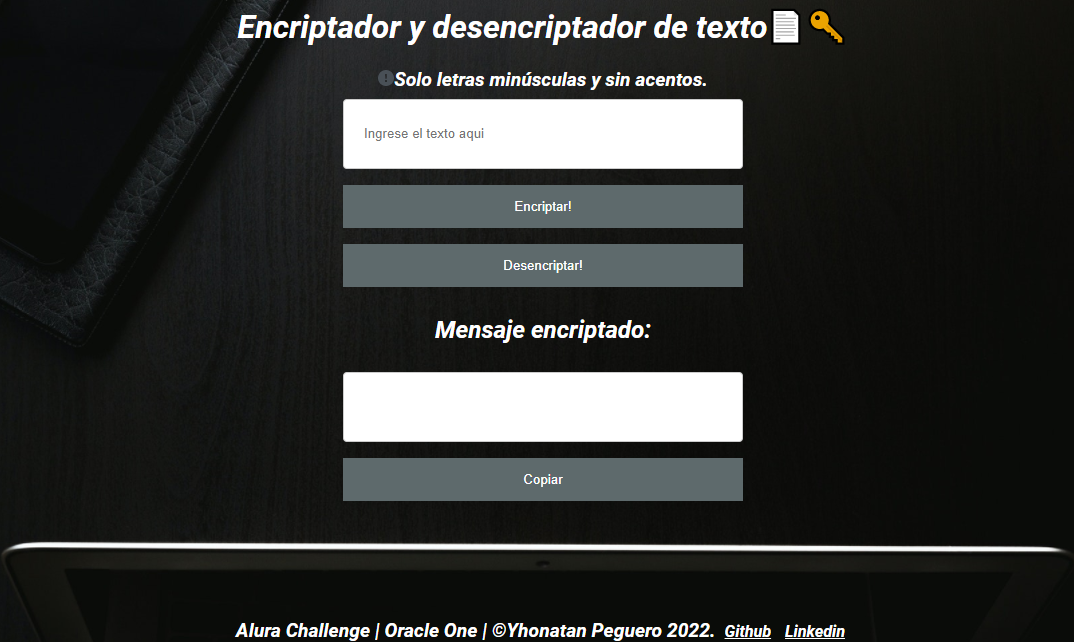 Encriptador y desencriptador de texto
Solo letras minúsculas y sin acentos.
Ingrese el texto aqui
Encriptar!
Desencriptar!
Mensaje encriptado:
Copiar
Alura Challenge | Oracle One | ©Yhonatan Peguero 2022. Github Linkedin